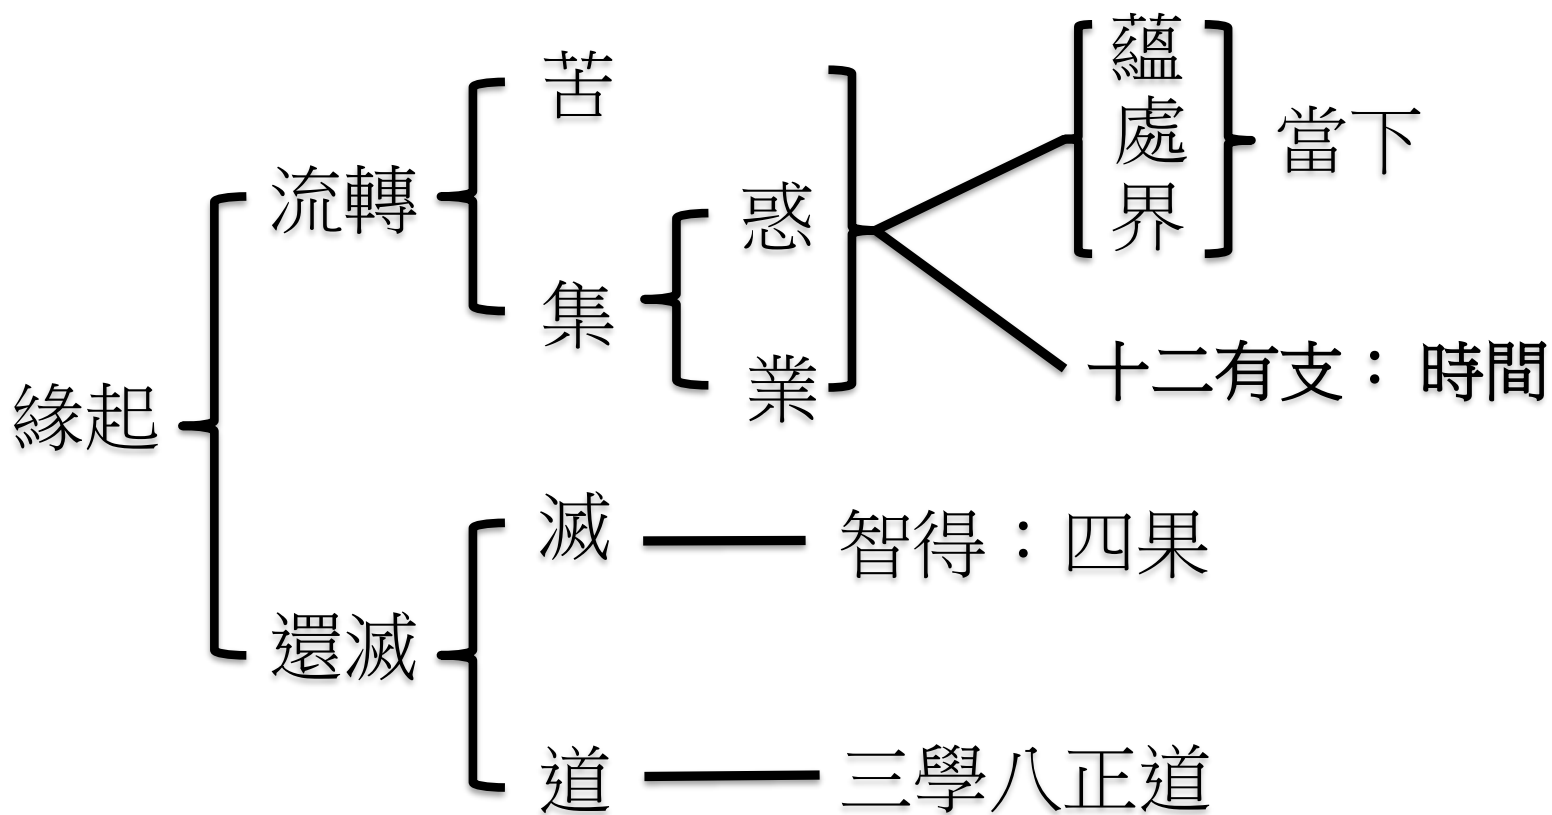 緣起
流轉
苦
集
惑
業
蘊
處
界
當下
十二有支：時間
還滅
滅
智得：四果
道
三學八正道